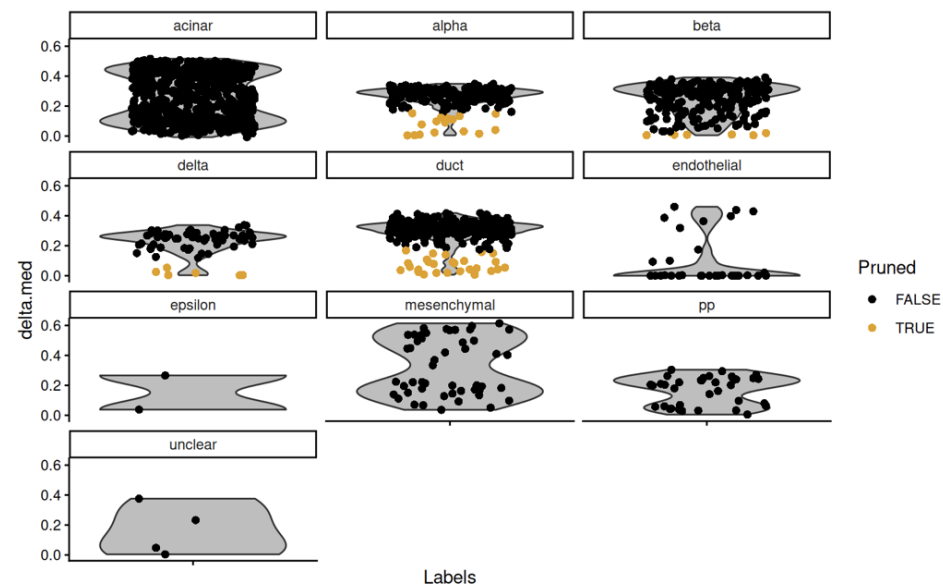 acinar alpha beta
0.6
0.4
0.2
0.0
delta duct endothelial
0.6
0.4
0.2
0.0
epsilon mesenchymal pp
0.6
0.4
0.2
0.0
unclear
0.6
0.4
0.2
0.0
delta.med
Labels
Pruned
FALSE
TRUE